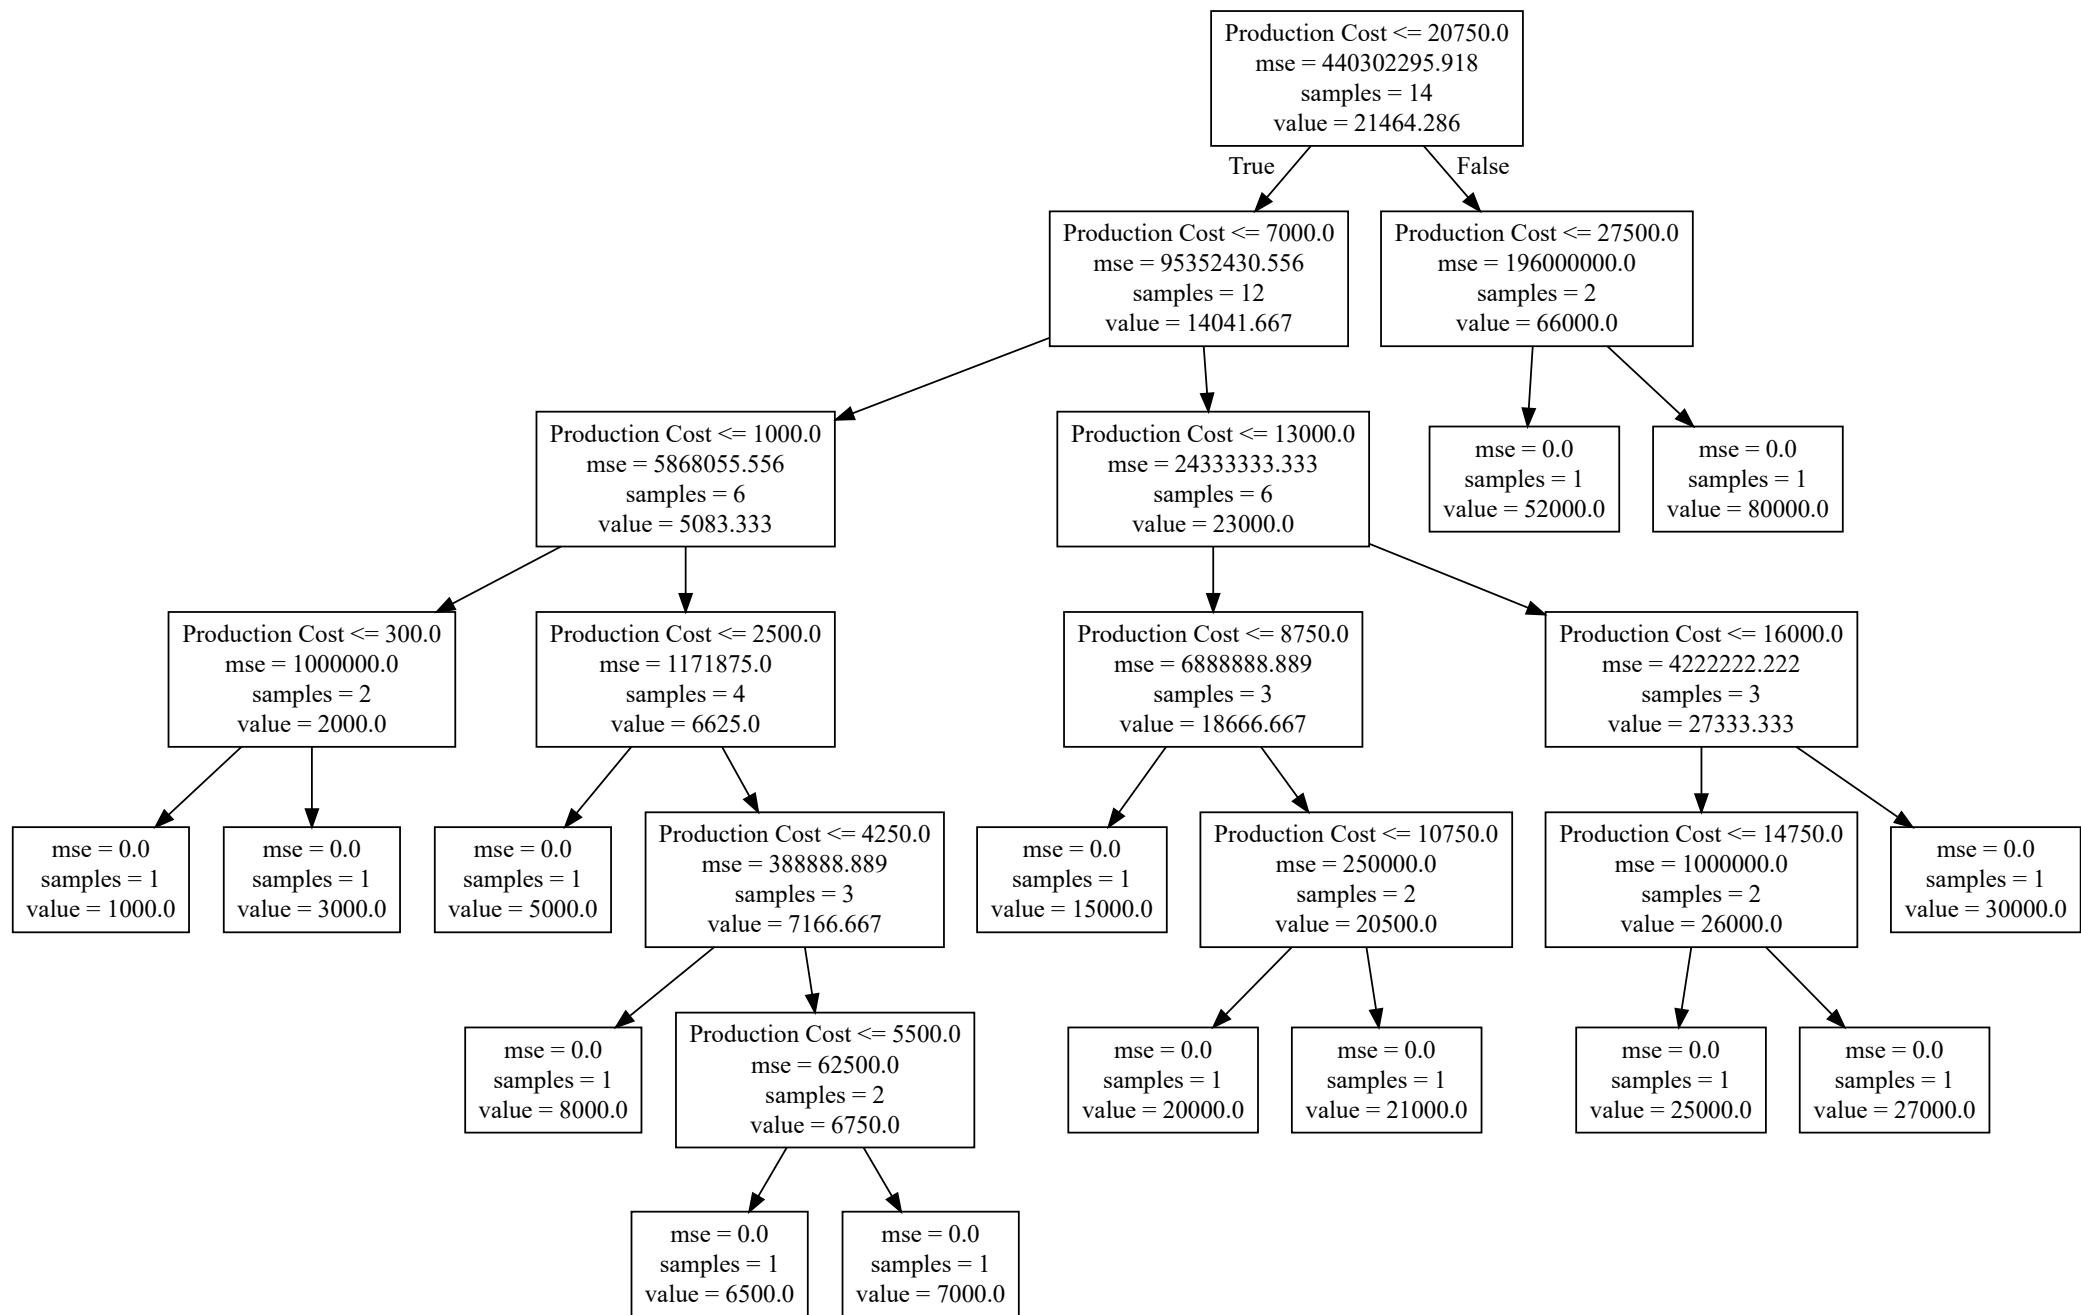 Production Cost <= 20750.0
mse = 440302295.918
samples = 14
value = 21464.286
True
False
Production Cost <= 7000.0
mse = 95352430.556
samples = 12
value = 14041.667
Production Cost <= 27500.0
mse = 196000000.0
samples = 2
value = 66000.0
Production Cost <= 1000.0
mse = 5868055.556
samples = 6
value = 5083.333
Production Cost <= 13000.0
mse = 24333333.333
samples = 6
value = 23000.0
mse = 0.0
samples = 1
value = 52000.0
mse = 0.0
samples = 1
value = 80000.0
Production Cost <= 300.0
mse = 1000000.0
samples = 2
value = 2000.0
Production Cost <= 2500.0
mse = 1171875.0
samples = 4
value = 6625.0
Production Cost <= 8750.0
mse = 6888888.889
samples = 3
value = 18666.667
Production Cost <= 16000.0
mse = 4222222.222
samples = 3
value = 27333.333
mse = 0.0
samples = 1
value = 1000.0
mse = 0.0
samples = 1
value = 3000.0
mse = 0.0
samples = 1
value = 5000.0
Production Cost <= 4250.0
mse = 388888.889
samples = 3
value = 7166.667
mse = 0.0
samples = 1
value = 15000.0
Production Cost <= 10750.0
mse = 250000.0
samples = 2
value = 20500.0
Production Cost <= 14750.0
mse = 1000000.0
samples = 2
value = 26000.0
mse = 0.0
samples = 1
value = 30000.0
mse = 0.0
samples = 1
value = 8000.0
Production Cost <= 5500.0
mse = 62500.0
samples = 2
value = 6750.0
mse = 0.0
samples = 1
value = 20000.0
mse = 0.0
samples = 1
value = 21000.0
mse = 0.0
samples = 1
value = 25000.0
mse = 0.0
samples = 1
value = 27000.0
mse = 0.0
samples = 1
value = 6500.0
mse = 0.0
samples = 1
value = 7000.0